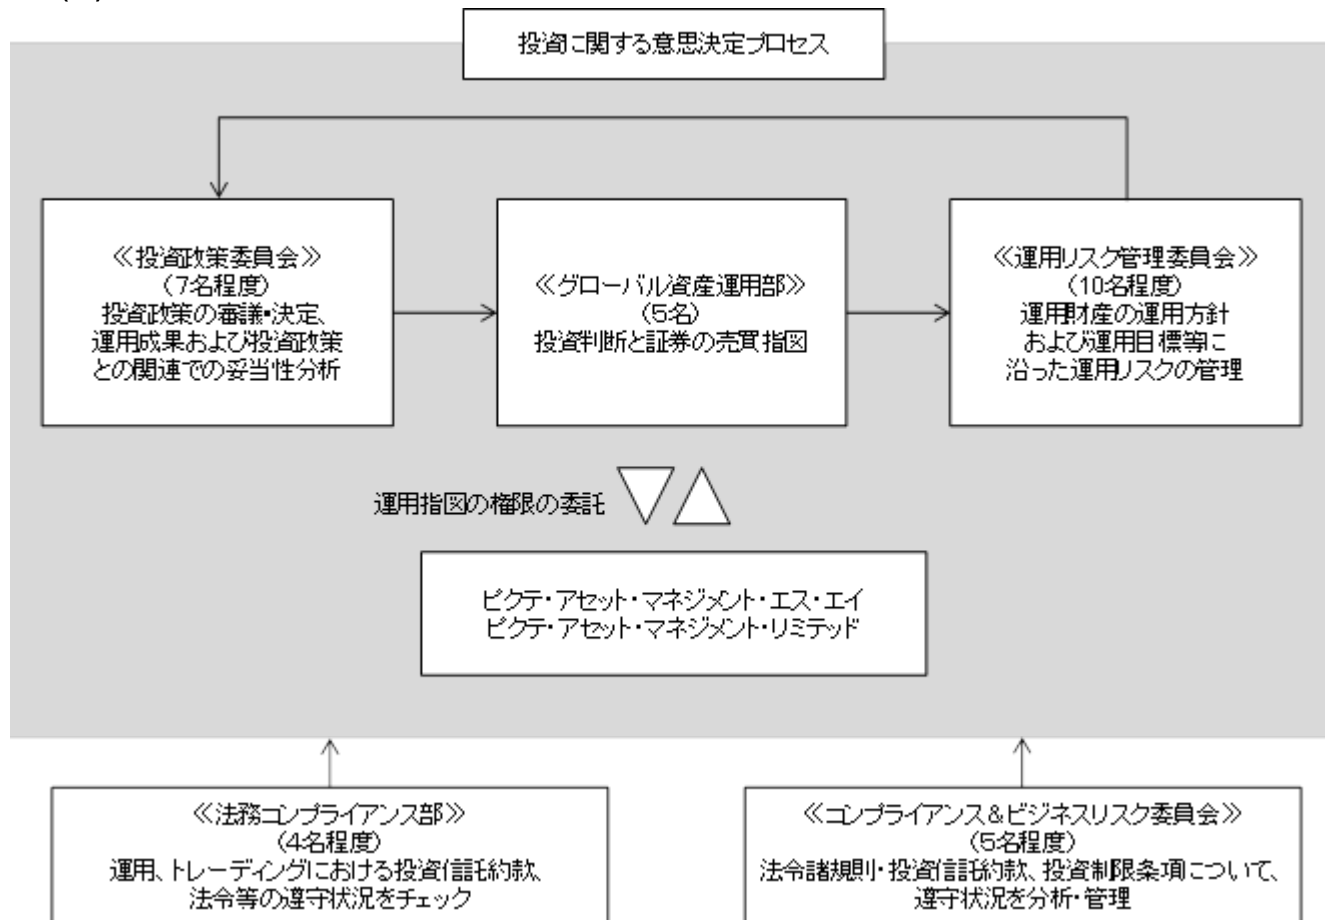 投資に関する意思決定プロセス
≪投資政策委員会≫
(7名程度)
投資政策の審議・決定、
運用成果および投資政策
との関連での妥当性分析
≪グローバル資産運用部≫
(5名)
投資判断と証券の売買指図
≪運用リスク管理委員会≫
(10名程度)
運用財産の運用方針
および運用目標等に
沿った運用リスクの管理
運用指図の権限の委託
ピクテ・アセット・マネジメント・エス・エイ
ピクテ・アセット・マネジメント・リミテッド
≪法務コンプライアンス部≫
(4名程度)
運用、トレーディングにおける投資信託約款、
法令等の遵守状況をチェック
≪コンプライアンス&ビジネスリスク委員会≫
(5名程度)
法令諸規則・投資信託約款、投資制限条項について、
遵守状況を分析・管理